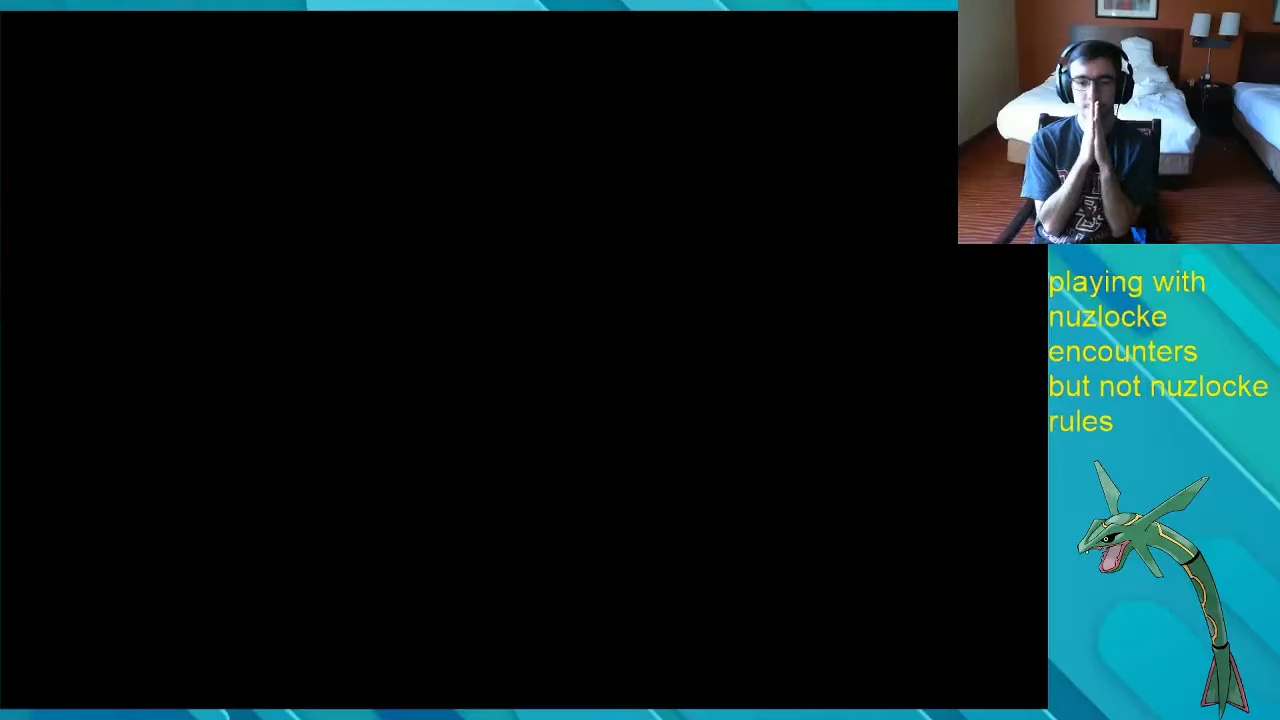 playing with
nuzlocke
encounters
but not nuzlocke
rules